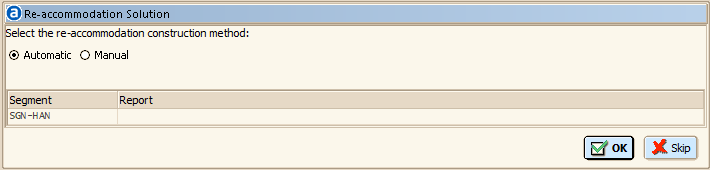 Re-accommodation Solution
Select the re-accommodation construction method:
Automatic Manual
Segment Report
SGN-HAN
OK Skip